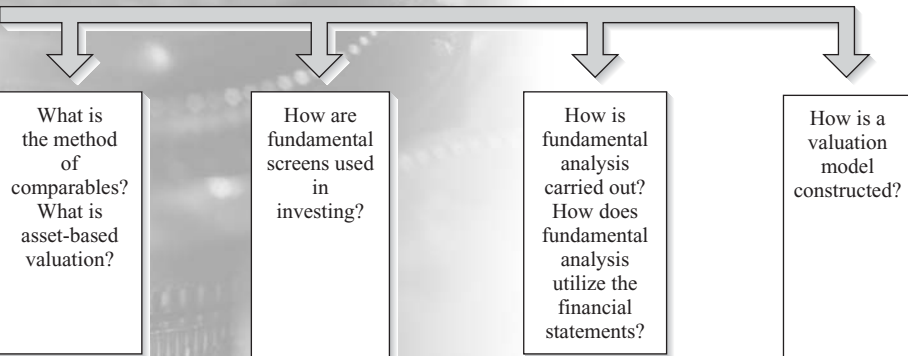 What is
the method
of
comparables?
What is
asset-based
valuation?
How are
fundamental
screens used
in
investing?
How is
fundamental
analysis
carried out?
How does
fundamental
analysis
utilize the
financial
statements?
How is a
valuation
model
constructed?